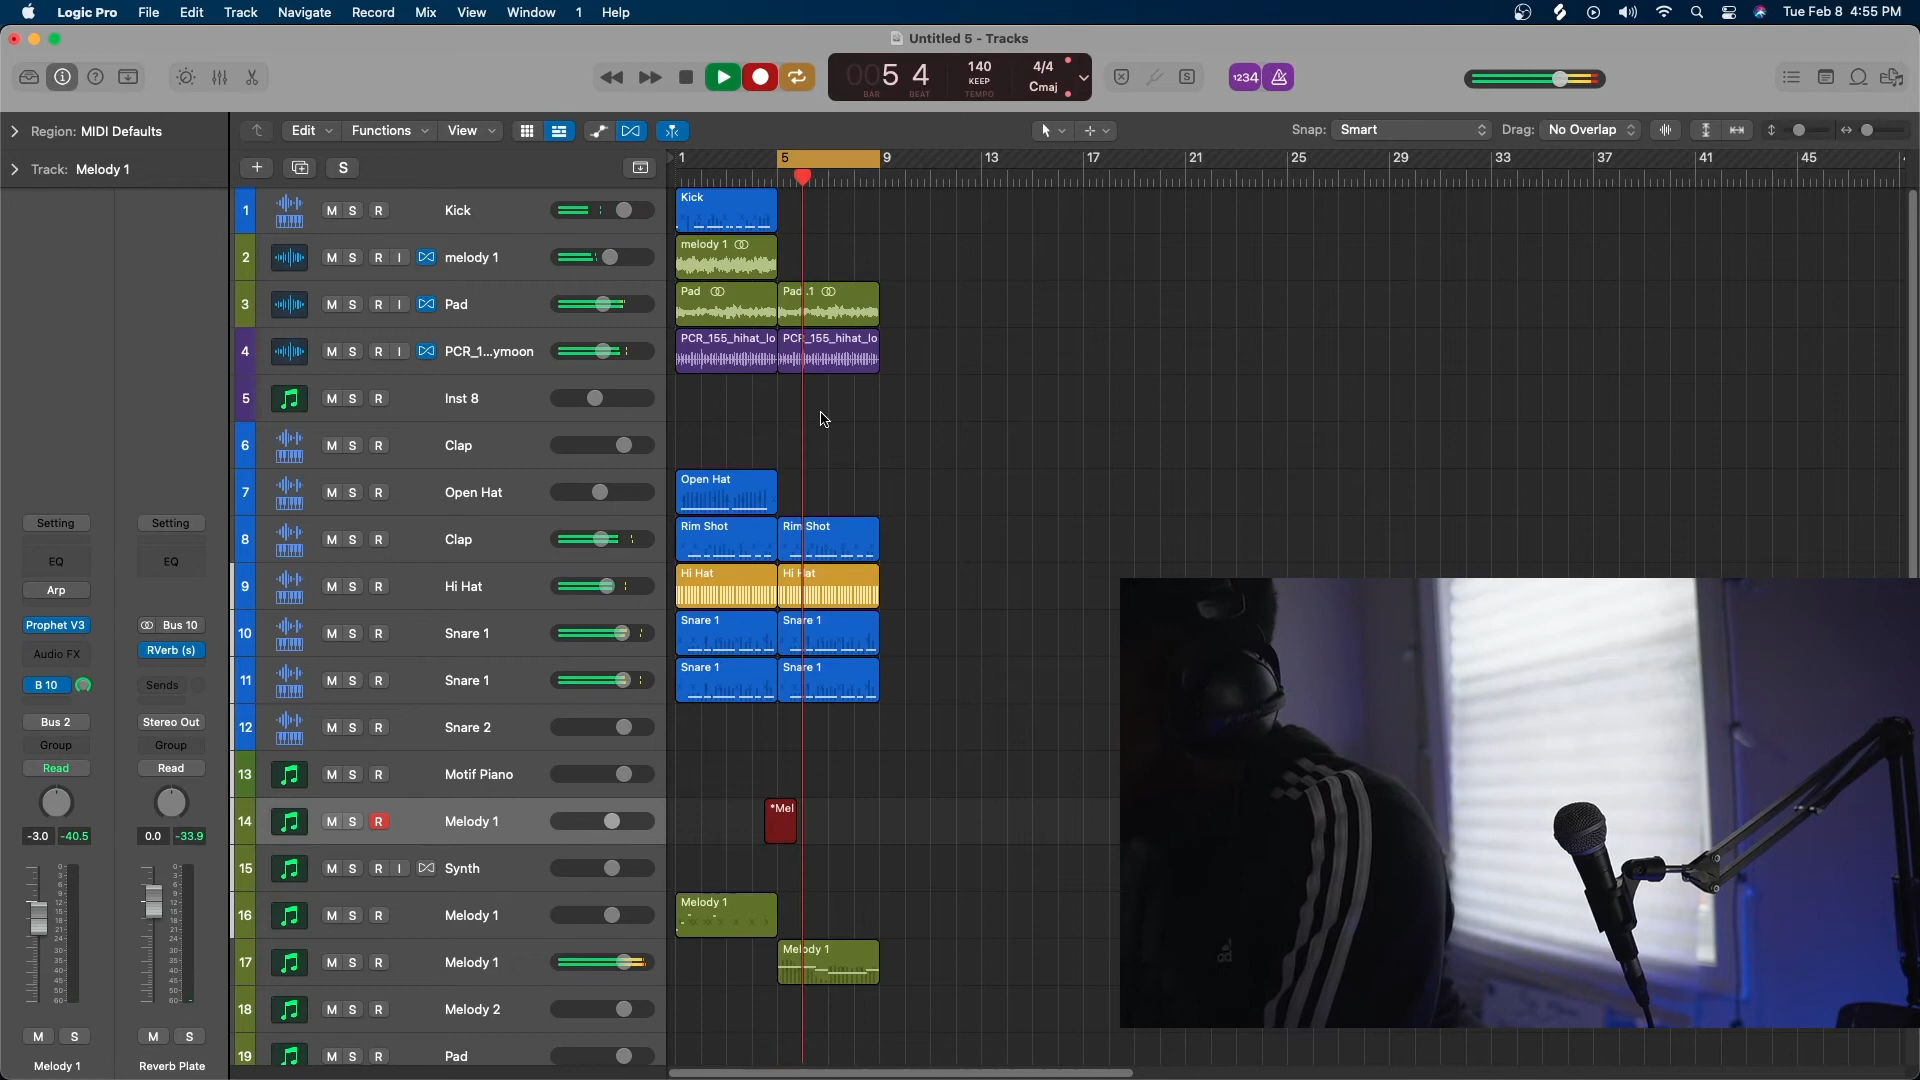 Logic Pro File Edit Track Navigate Record Mix View Window 1 Help Tue Feb 8 4:55 PM
Untitled 5 - Tracks
005 4 140 4/4
BAR BEAT KEEP TEMPO Cmaj
S 1234
Region: MIDI Defaults
Edit Functions View Snap: Smart Drag: No Overlap
Track: Melody 1
S
1 5 9 13 17 21 25 29 33 37 41 45
1 M S R Kick Kick
2 M S R I melody 1 melody 1
3 M S R I Pad Pad Pad .1
4 M S R I PCR_1...ymoon PCR_155_hihat_lo PCR_155_hihat_lo
5 M S R Inst 8
6 M S R Clap
7 M S R Open Hat Open Hat
8 M S R Clap Rim Shot Rim Shot
9 M S R Hi Hat Hi Hat Hi Hat
10 M S R Snare 1 Snare 1 Snare 1
11 M S R Snare 1 Snare 1 Snare 1
12 M S R Snare 2
13 M S R Motif Piano
14 M S R Melody 1 *Mel
15 M S R I Synth
16 M S R Melody 1 Melody 1
17 M S R Melody 1 Melody 1
18 M S R Melody 2
19 M S R Pad
Setting Setting
EQ EQ
Arp
Prophet V3 Bus 10
Audio FX RVerb (s)
B 10 Sends
Bus 2 Stereo Out
Group Group
Read Read
-3.0 -40.5 0.0 -33.9
M S M S
Melody 1 Reverb Plate